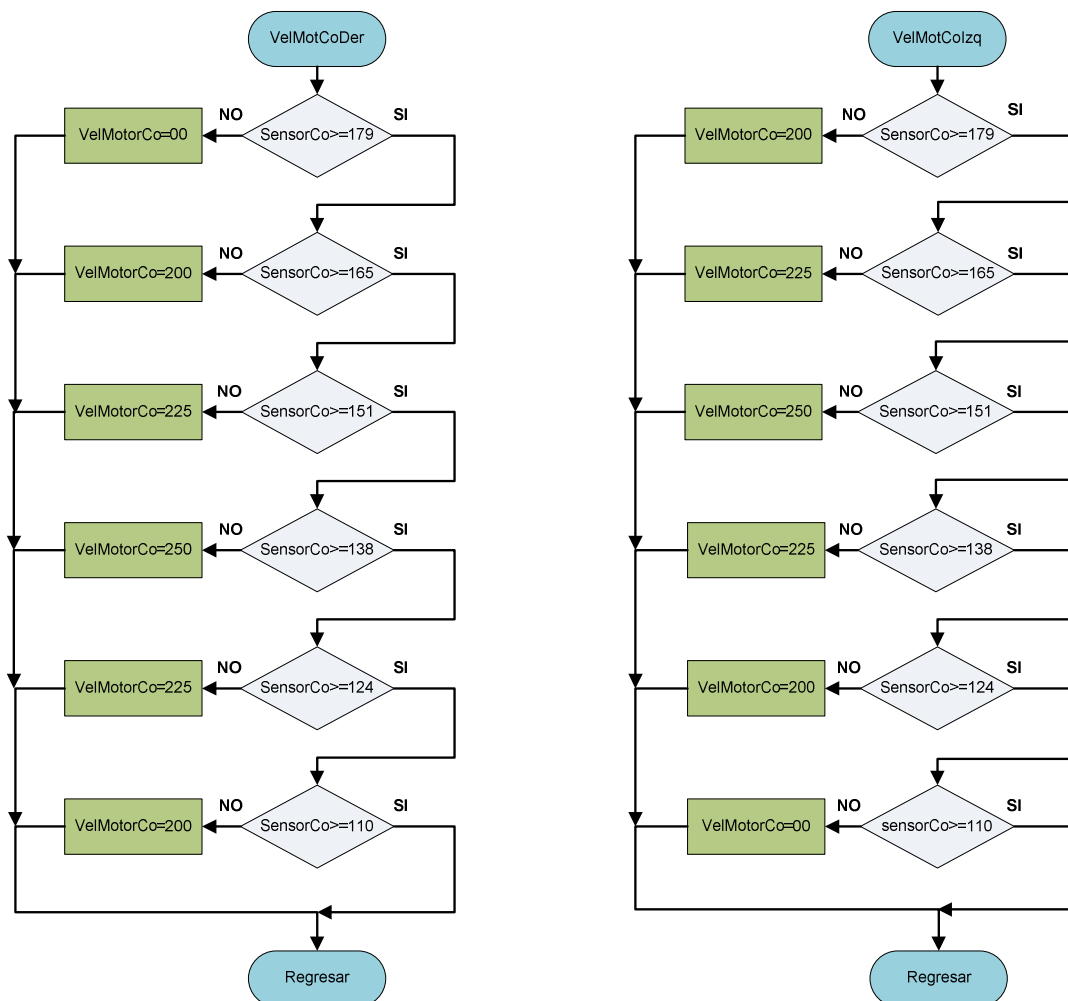 VelMotCoDer
SensorCo>=179
NO
SI
VelMotorCo=00
SensorCo>=165
NO
SI
VelMotorCo=200
SensorCo>=151
NO
SI
VelMotorCo=225
SensorCo>=138
NO
SI
VelMotorCo=250
SensorCo>=124
NO
SI
VelMotorCo=225
SensorCo>=110
NO
SI
VelMotorCo=200
Regresar
VelMotCoIzq
SensorCo>=179
NO
SI
VelMotorCo=200
SensorCo>=165
NO
SI
VelMotorCo=225
SensorCo>=151
NO
SI
VelMotorCo=250
SensorCo>=138
NO
SI
VelMotorCo=225
SensorCo>=124
NO
SI
VelMotorCo=200
sensorCo>=110
NO
SI
VelMotorCo=00
Regresar